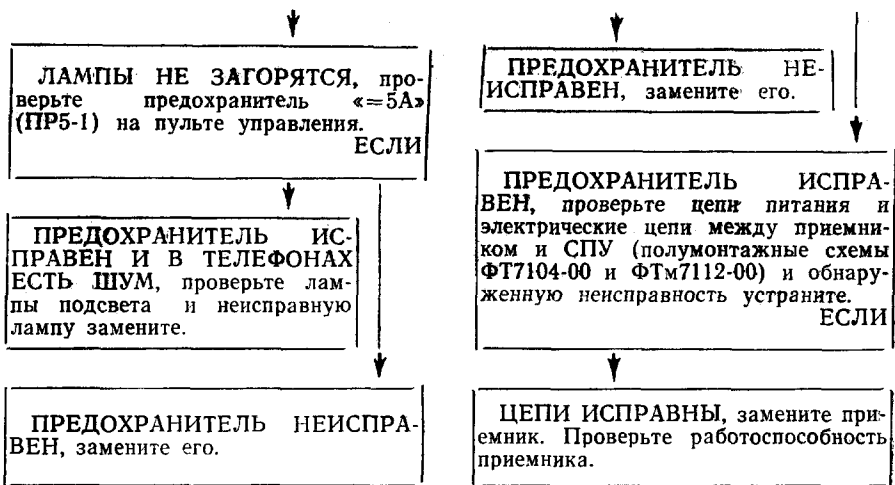 ЛАМПЫ НЕ ЗАГОРЯТСЯ, про-
верьте предохранитель «=5А»
(ПР5-1) на пульте управления.
ЕСЛИ
ПРЕДОХРАНИТЕЛЬ ИС-
ПРАВЕН И В ТЕЛЕФОНАХ
ЕСТЬ ШУМ, проверьте лам-
пы подсвета и неисправную
лампу замените.
ПРЕДОХРАНИТЕЛЬ НЕИСПРА-
ВЕН, замените его.
ПРЕДОХРАНИТЕЛЬ НЕ-
ИСПРАВЕН, замените его.
ПРЕДОХРАНИТЕЛЬ ИСПРА-
ВЕН, проверьте цепи питания и
электрические цепи между приемни-
ком и СПУ (полумонтажные схемы
ФТ7104-00 и ФТм7112-00) и обнару-
женную неисправность устраните.
ЕСЛИ
ЦЕПИ ИСПРАВНЫ, замените при-
емник. Проверьте работоспособность
приемника.